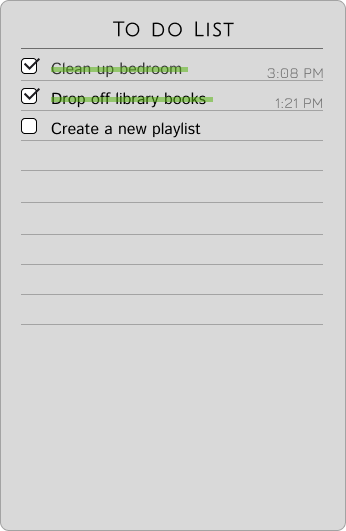 To do List
Clean up bedroom
3:08 PM
Drop off library books
1:21 PM
Create a new playlist